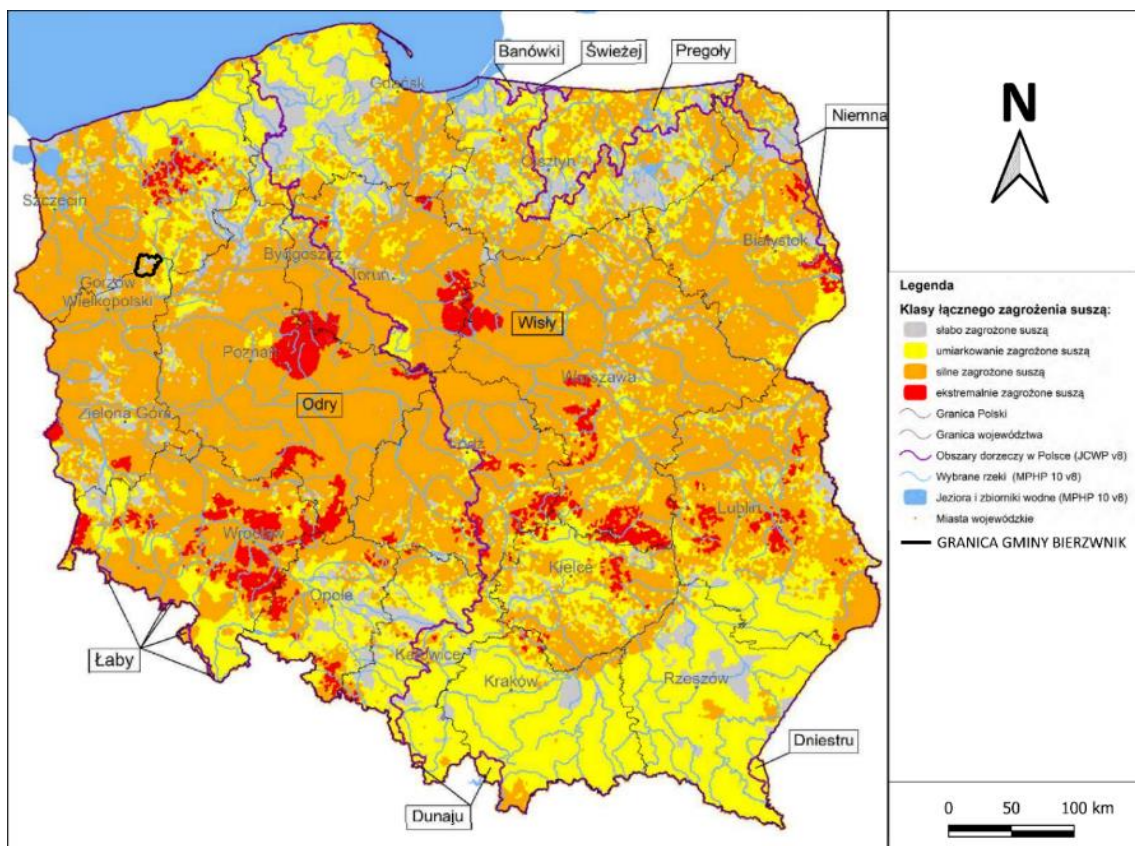 Banówki
Świeżej
Pregoły
Gdańsk
Niemna
Olsztyn
Szczecin
Białystok
Bydgoszcz
Toruń
Gorzów
Wielkopolski
Wisły
Poznań
Warszawa
Odry
Zielona Góra
Łódź
Wrocław
Lublin
Kielce
Opole
Łaby
Katowice
Kraków
Rzeszów
Dniestru
Dunaju
N
Legenda
Klasy łącznego zagrożenia suszą:
słabo zagrożone suszą
umiarkowanie zagrożone suszą
silne zagrożone suszą
ekstremalnie zagrożone suszą
Granica Polski
Granica województwa
Obszary dorzeczy w Polsce (JCWP v8)
Wybrane rzeki (MPHP 10 v8)
Jeziora i zbiorniki wodne (MPHP 10 v8)
Miasta wojewódzkie
GRANICA GMINY BIERZWNIK
0 50 100 km